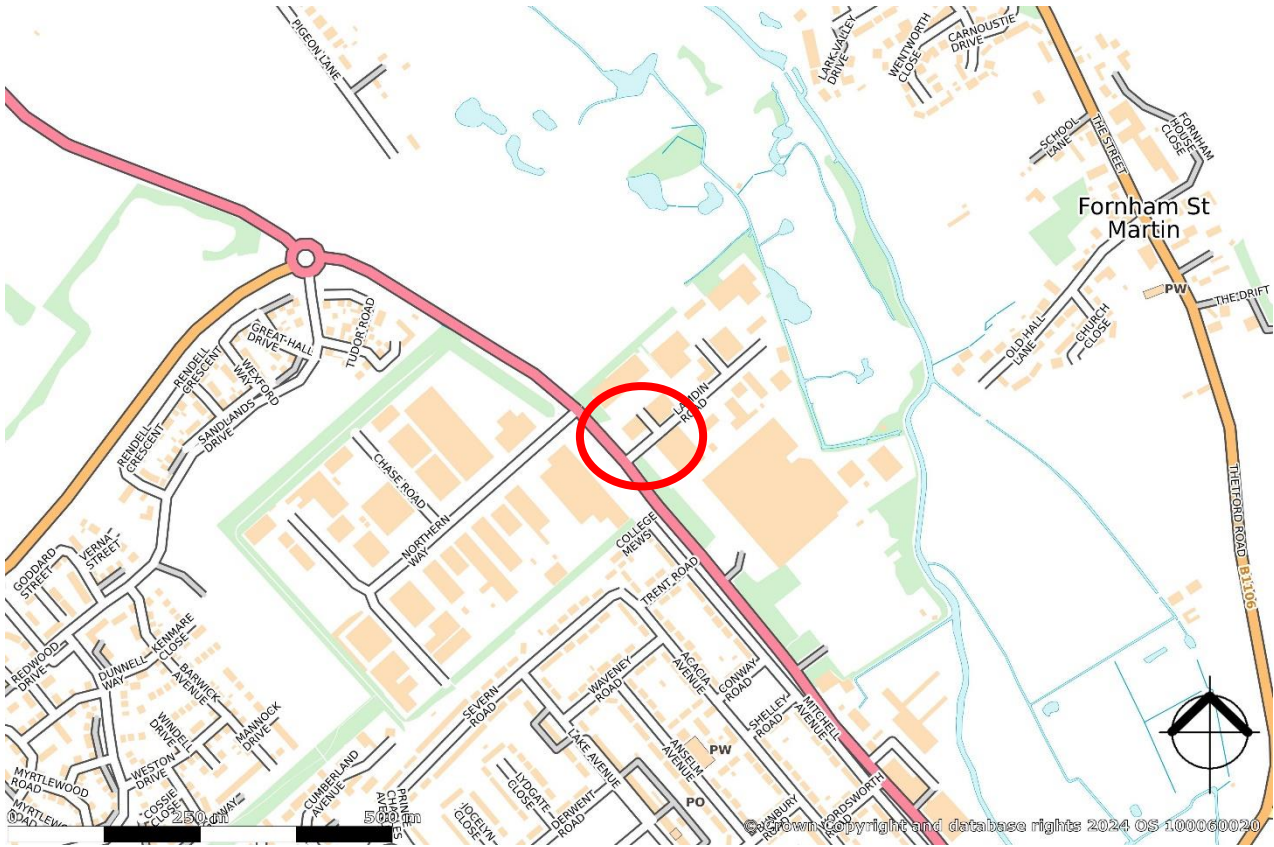 PIGEON LANE
LARK VALLEY
DRIVE
WENTWORTH
CLOSE
CARNOUSTIE
DRIVE
SCHOOL
LANE
THE STREET
FORNHAM
HOUSE
CLOSE
Fornham St
Martin
PW
THE DRIFT
OLD HALL
LANE
CHURCH
CLOSE
GREAT HALL
DRIVE
TUDOR ROAD
RENDELL
CRESCENT
WEXFORD
WAY
SANDLANDS
DRIVE
RENDELL
CRESCENT
LAMDIN
ROAD
CHASE ROAD
NORTHERN
WAY
COLLEGE
MEWS
TRENT ROAD
THETFORD ROAD
B1106
GODDARD
STREET
VERNA
STREET
REDWOOD
DRIVE
DUNNELL
WAY
KENMARE
CLOSE
BARWICK
AVENUE
WINDELL
DRIVE
MANNOCK
DRIVE
WESTON
DRIVE
COSSIE
CLOSE
MYRTLEWOOD
ROAD
SEVERN
ROAD
WAVENEY
ROAD
ACACIA
AVENUE
CONWAY
ROAD
SHELLEY
ROAD
MITCHELL
AVENUE
LAKE AVENUE
ANSELM
AVENUE
PW
PO
CUMBERLAND
AVENUE
LYDGATE
CLOSE
JOCELYN
CLOSE
DERWENT
ROAD
0 250 m 500 m
© Crown copyright and database rights 2024 OS 100060020